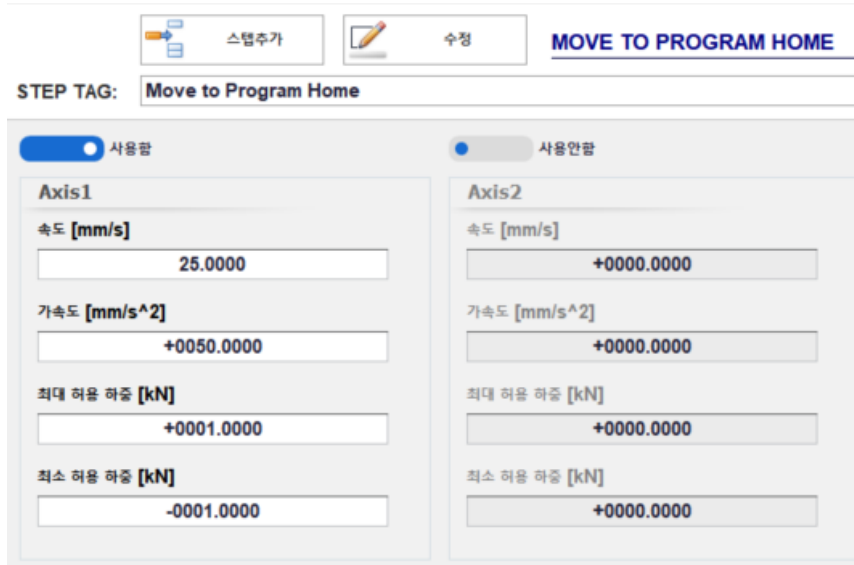 스텝추가 수정 MOVE TO PROGRAM HOME
STEP TAG: Move to Program Home
사용함 사용안함
Axis1 Axis2
속도 [mm/s] 속도 [mm/s]
25.0000 +0000.0000
가속도 [mm/s^2] 가속도 [mm/s^2]
+0050.0000 +0000.0000
최대 허용 하중 [kN] 최대 허용 하중 [kN]
+0001.0000 +0000.0000
최소 허용 하중 [kN] 최소 허용 하중 [kN]
-0001.0000 +0000.0000